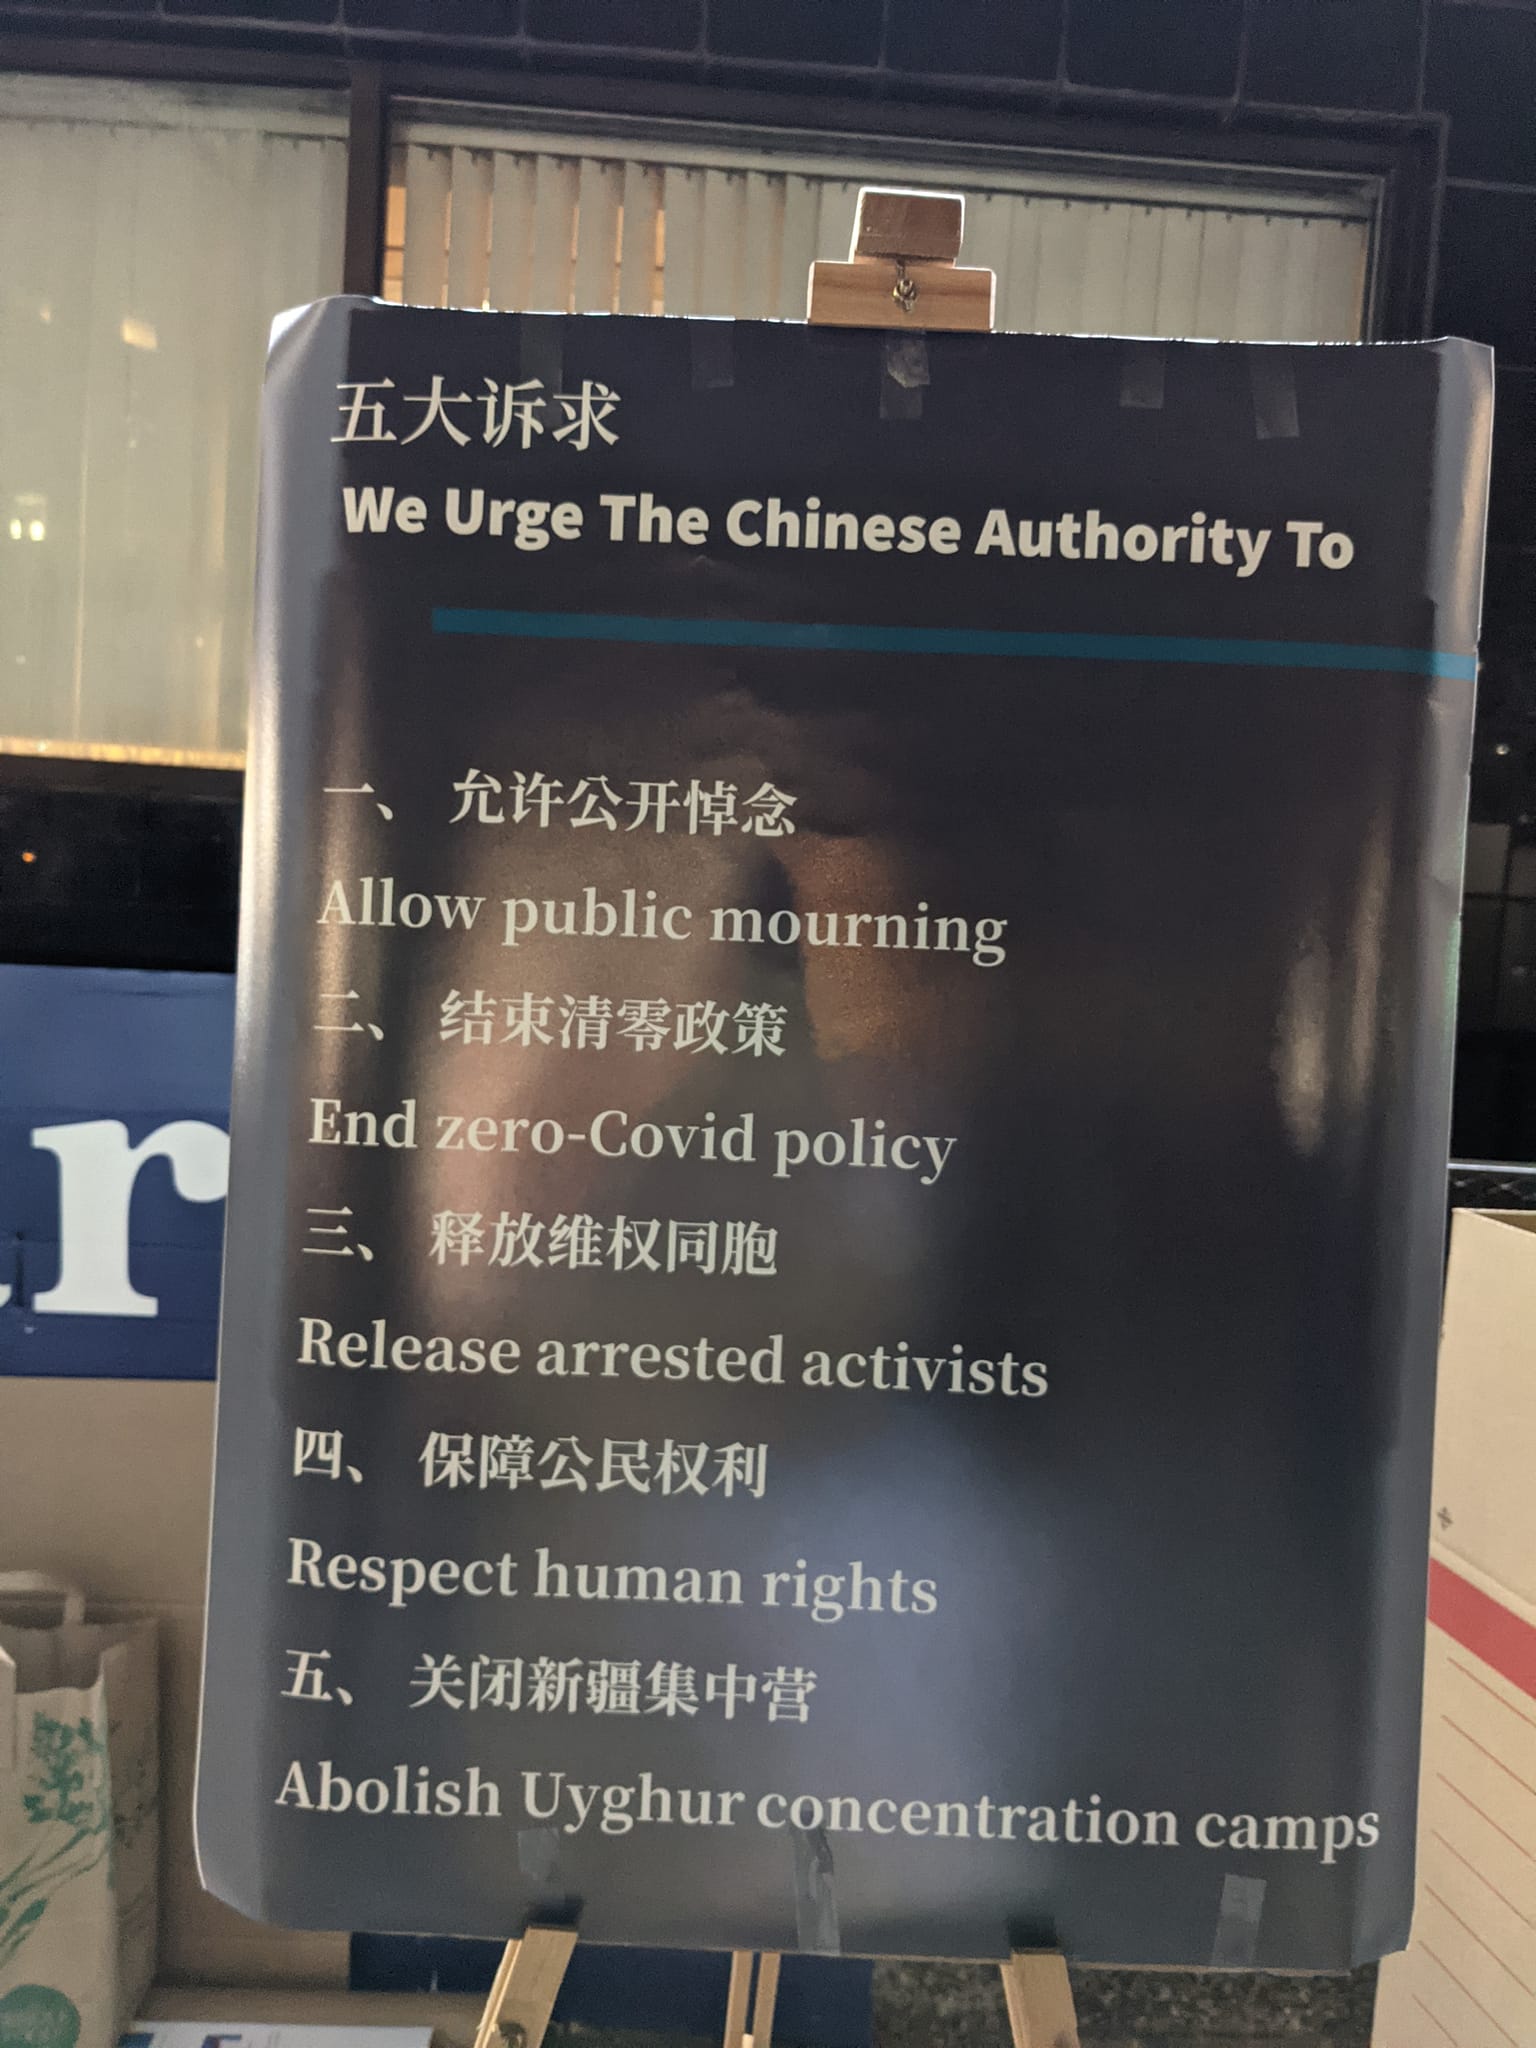 五大诉求
We Urge The Chinese Authority To
一、 允许公开悼念
Allow public mourning
二、 结束清零政策
End zero-Covid policy
三、 释放维权同胞
Release arrested activists
四、 保障公民权利
Respect human rights
五、 关闭新疆集中营
Abolish Uyghur concentration camps
r